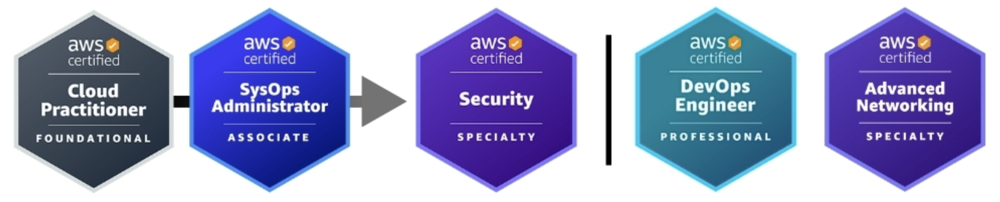 aws
certified
Cloud
Practitioner
FOUNDATIONAL
aws
certified
SysOps
Administrator
ASSOCIATE
aws
certified
Security
SPECIALTY
aws
certified
DevOps
Engineer
PROFESSIONAL
aws
certified
Advanced
Networking
SPECIALTY